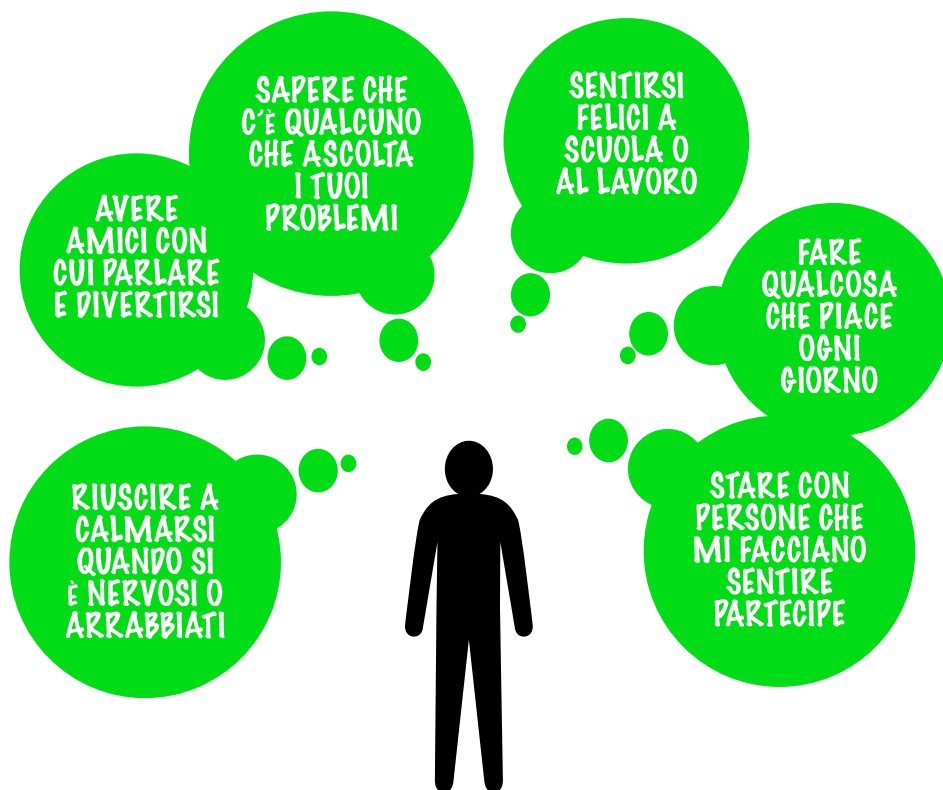 SAPERE CHE
C'È QUALCUNO
CHE ASCOLTA
I TUOI
PROBLEMI
SENTIRSI
FELICI A
SCUOLA O
AL LAVORO
AVERE
AMICI CON
CUI PARLARE
E DIVERTIRSI
FARE
QUALCOSA
CHE PIACE
OGNI
GIORNO
RIUSCIRE A
CALMARSI
QUANDO SI
È NERVOSI O
ARRABBIATI
STARE CON
PERSONE CHE
MI FACCIANO
SENTIRE
PARTECIPE